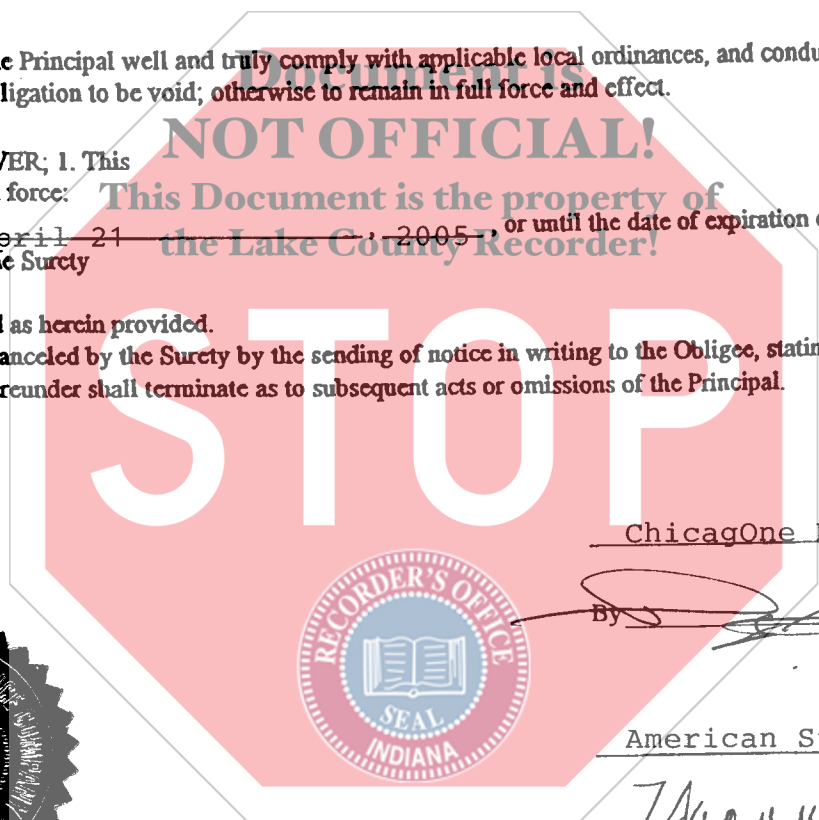 e Principal well and truly comply with applicable local ordinances, and condu
Document is
ligation to be void; otherwise to remain in full force and effect.
NOT OFFICIAL!
VER; 1. This
force:
This Document is the property of
eril 21, 2005, or until the date of expiration
the Lake County Recorder!
e Surety
as herein provided.
anceled by the Surety by the sending of notice in writing to the Obligee, statin
reunder shall terminate as to subsequent acts or omissions of the Principal.
STOP
ChicagOne
RECORDER'S OFFICE
By
SEAL
INDIANA
American S